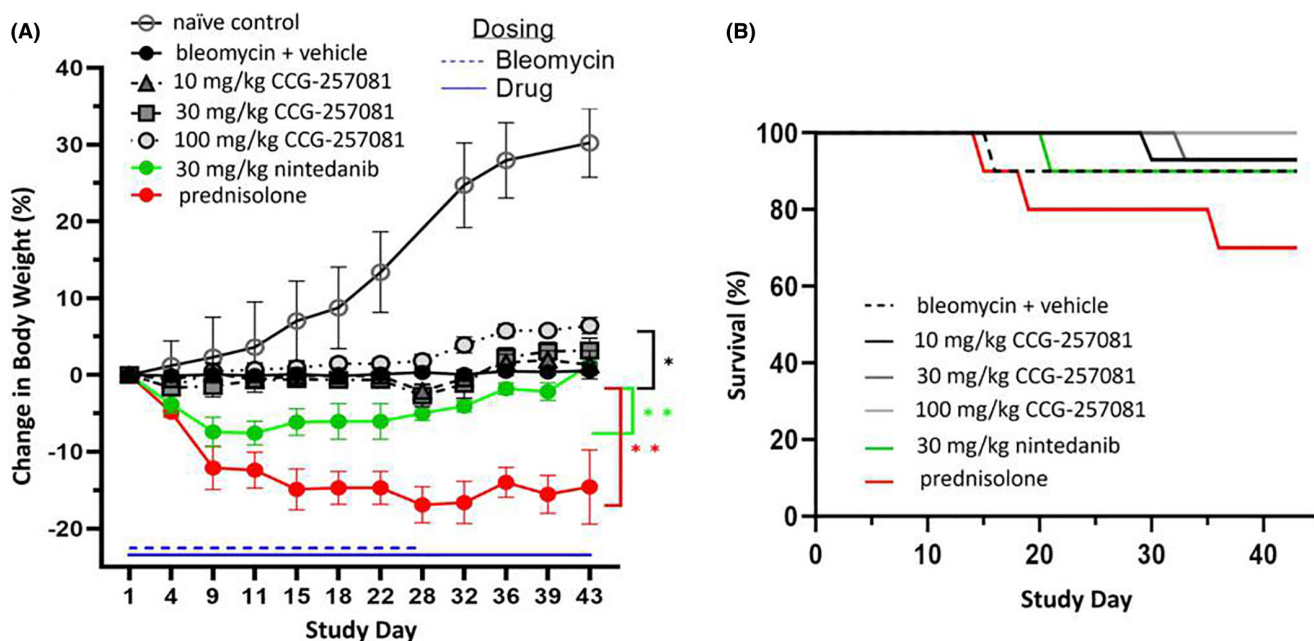 (A)
naïve control
bleomycin + vehicle
10 mg/kg CCG-257081
30 mg/kg CCG-257081
100 mg/kg CCG-257081
30 mg/kg nintedanib
prednisolone
Dosing
Bleomycin
Drug
Change in Body Weight (%)
40
30
20
10
0
-10
-20
*
* *
* *
1 4 9 11 15 18 22 28 32 36 39 43
Study Day
(B)
Survival (%)
100
80
60
40
20
0
bleomycin + vehicle
10 mg/kg CCG-257081
30 mg/kg CCG-257081
100 mg/kg CCG-257081
30 mg/kg nintedanib
prednisolone
0 10 20 30 40
Study Day